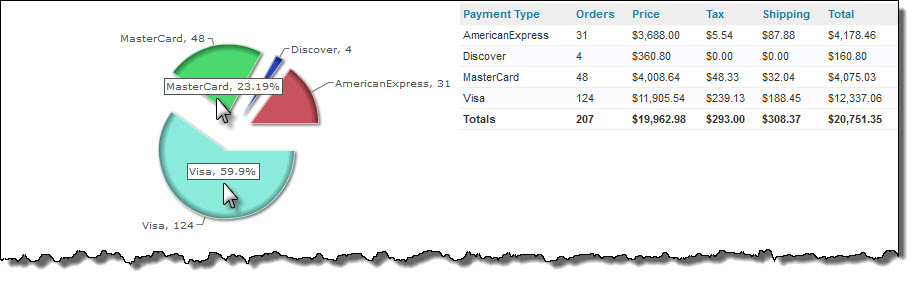 MasterCard, 48
Discover, 4
AmericanExpress, 31
MasterCard, 23.19%
Visa, 59.9%
Visa, 124
Payment Type Orders Price Tax Shipping Total
AmericanExpress 31 $3,688.00 $5.54 $87.88 $4,178.46
Discover 4 $360.80 $0.00 $0.00 $160.80
MasterCard 48 $4,008.64 $48.33 $32.04 $4,075.03
Visa 124 $11,905.54 $239.13 $188.45 $12,337.06
Totals 207 $19,962.98 $293.00 $308.37 $20,751.35